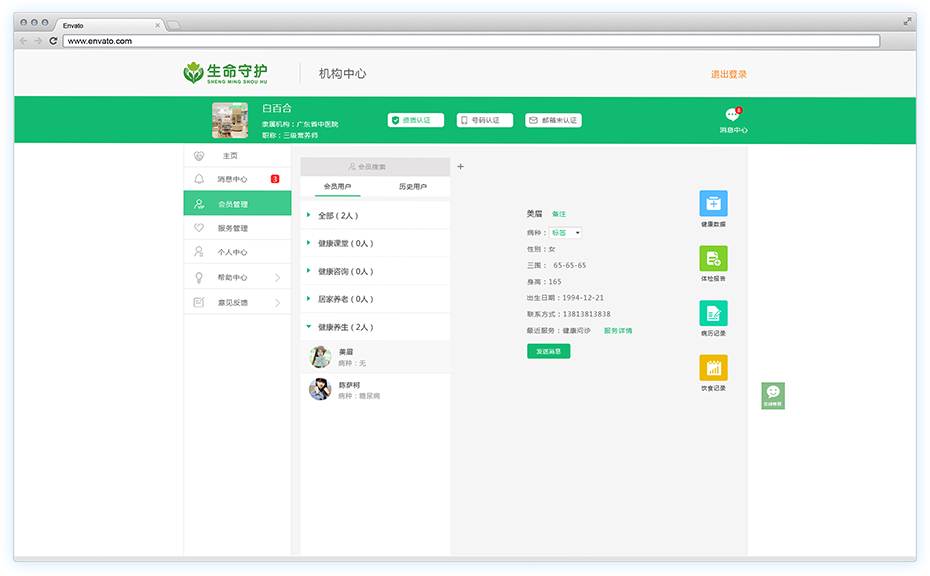 Envato
www.envato.com
生命守护
SHENG MING SHOU HU
机构中心
退出登录
白百合
隶属机构：广东省中医院
职称：三级营养师
资质认证
号码认证
邮箱未认证
4
消息中心
主页
消息中心
3
会员管理
服务管理
个人中心
帮助中心
意见反馈
会员搜索
+
会员用户
历史用户
全部（2人）
健康课堂（0人）
健康咨询（0人）
居家养老（0人）
健康养生（2人）
美眉
病种：无
陈萨柯
病种：糖尿病
美眉 备注
病种：标签
性别：女
三围： 65-65-65
身高：165
出生日期：1994-12-21
联系方式：13813813838
最近服务：健康问诊 服务详情
发送消息
健康数据
体检报告
病历记录
饮食记录
在线客服